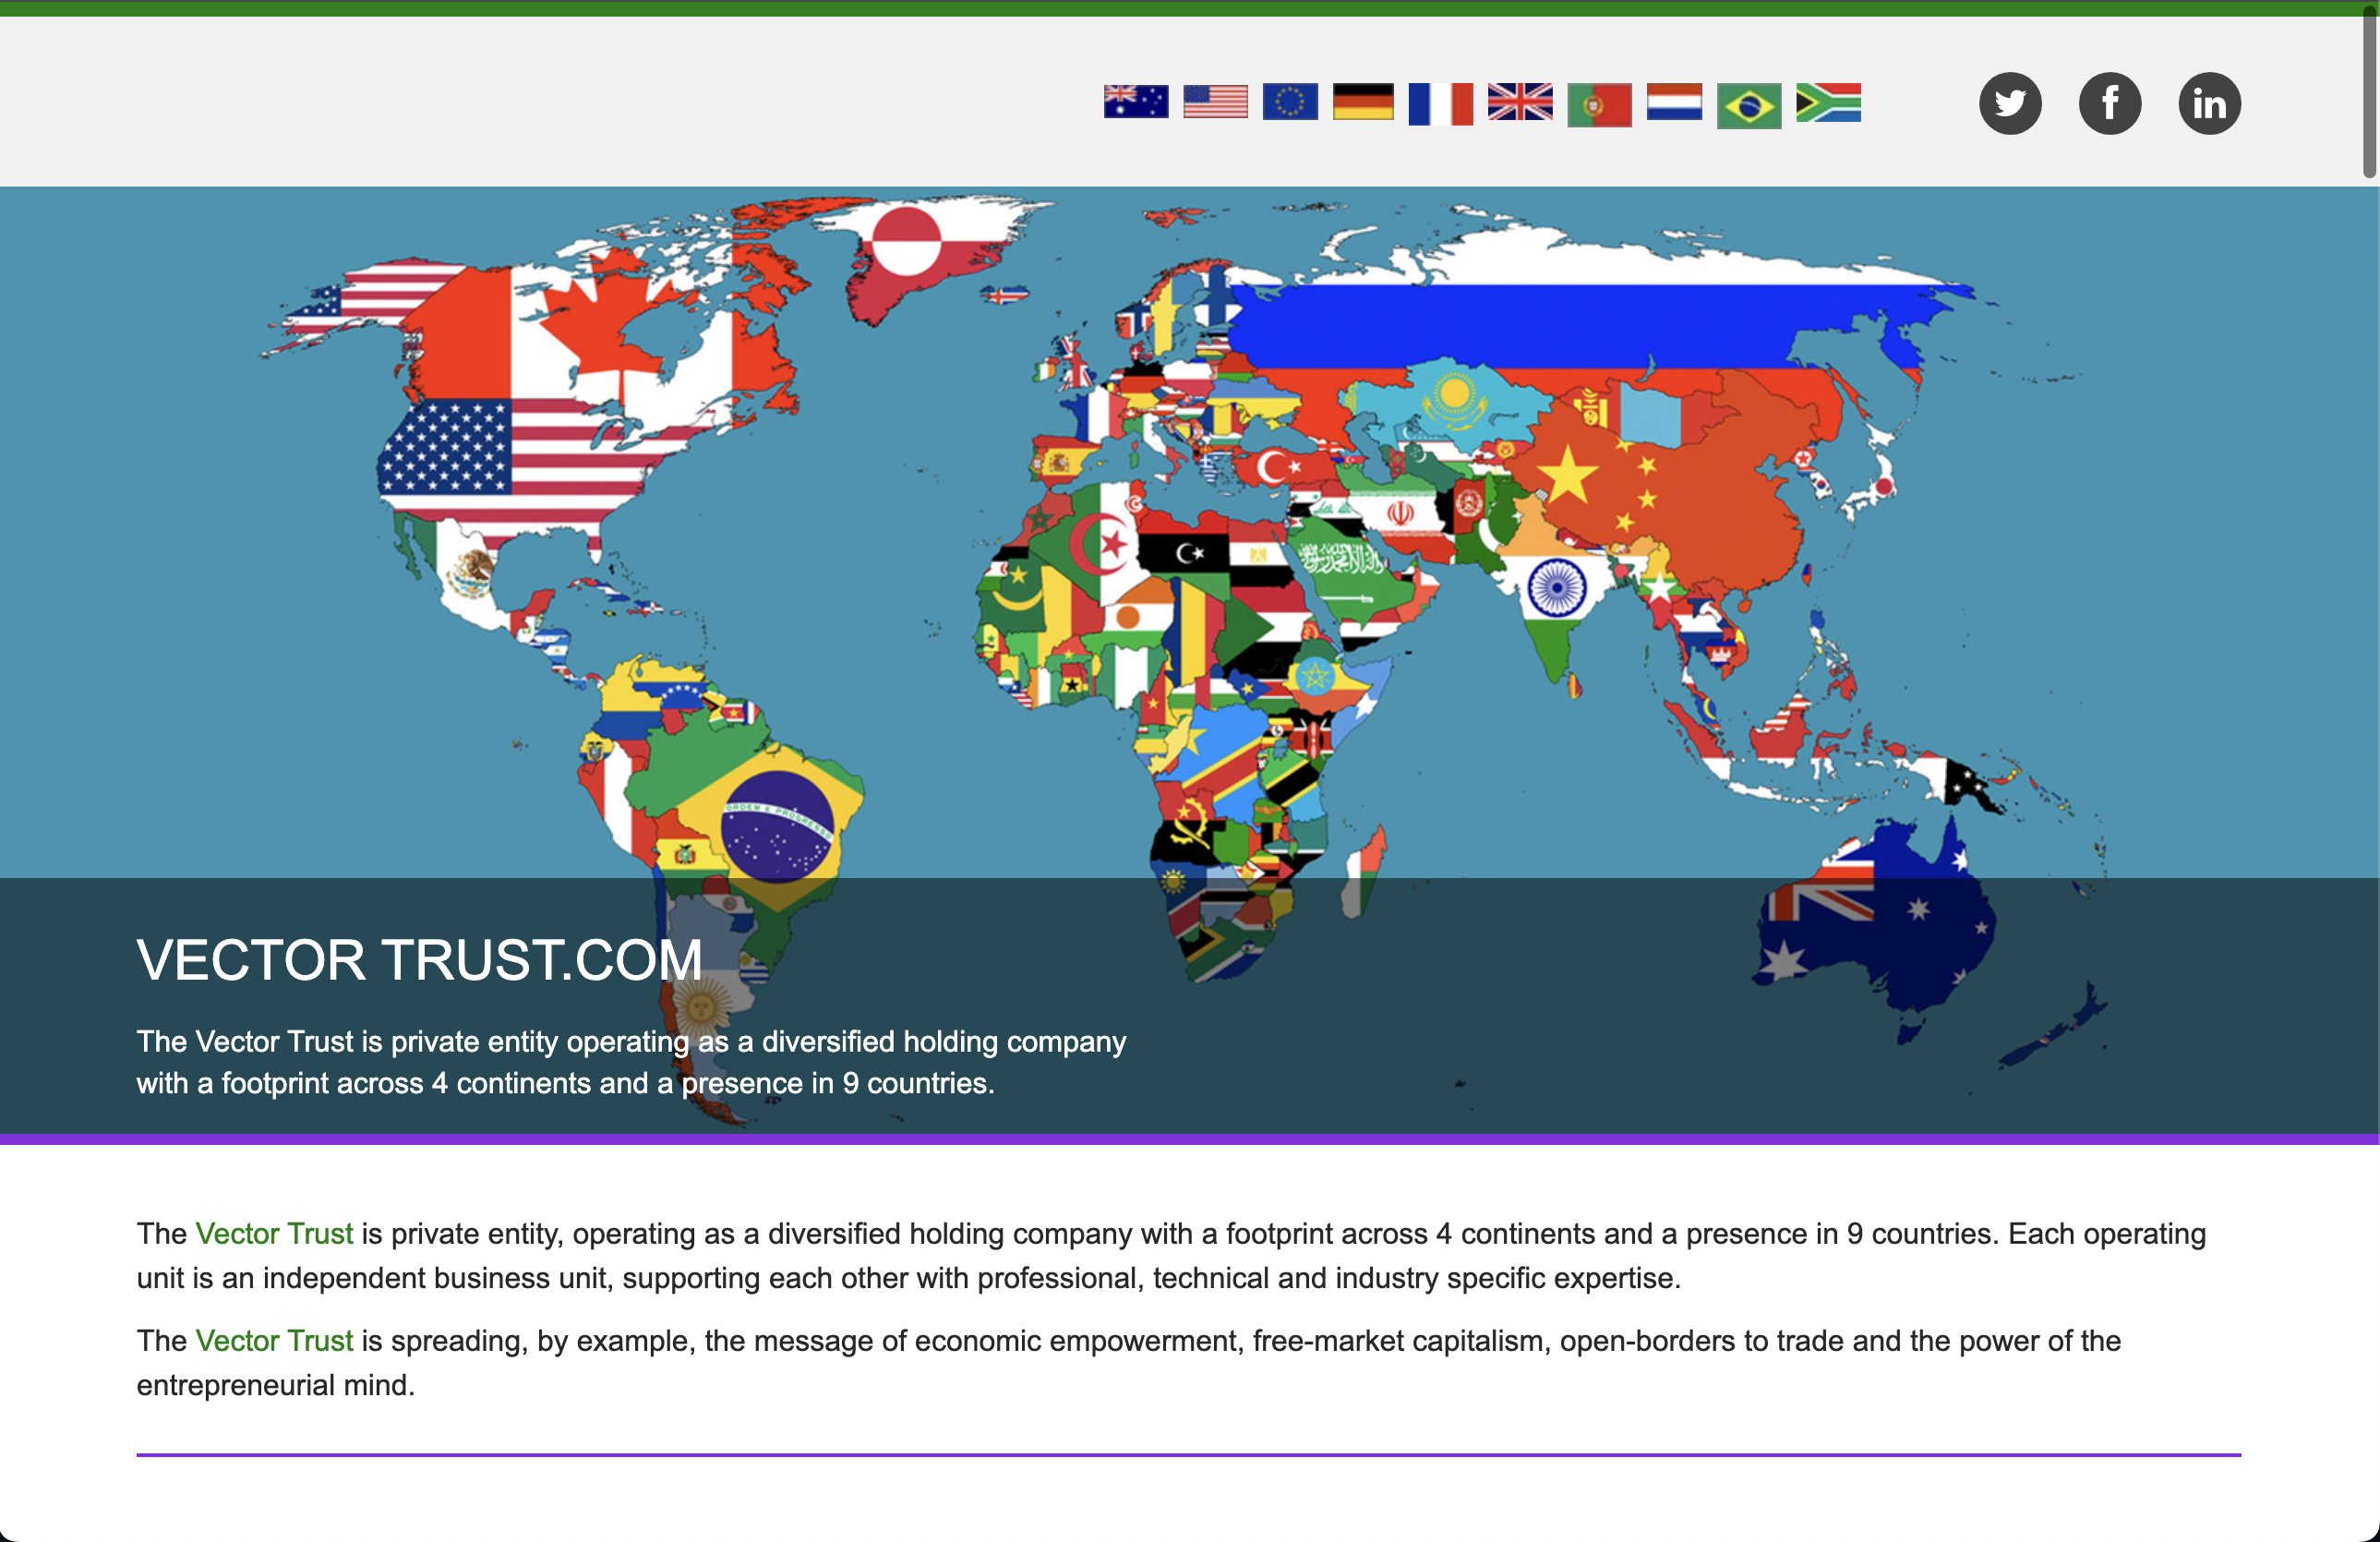 ORDEM E PROGRESSO
VECTOR TRUST.COM
The Vector Trust is private entity operating as a diversified holding company
with a footprint across 4 continents and a presence in 9 countries.
The Vector Trust is private entity, operating as a diversified holding company with a footprint across 4 continents and a presence in 9 countries. Each operating
unit is an independent business unit, supporting each other with professional, technical and industry specific expertise.
The Vector Trust is spreading, by example, the message of economic empowerment, free-market capitalism, open-borders to trade and the power of the
entrepreneurial mind.